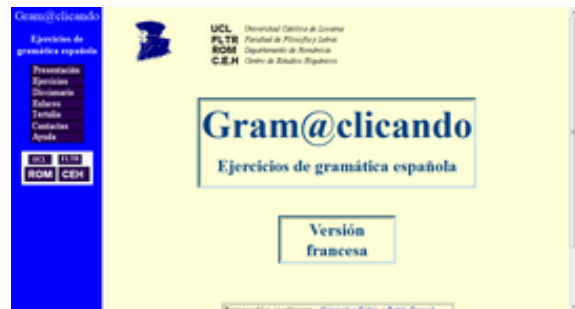 Gram@clicando
Ejercicios de
gramática española
Presentación
Ejercicios
Diccionario
Enlaces
Tertulia
Contactos
Ayuda
UCL FLTR
ROM CEH
UCL Universidad Católica de Lovaina
FLTR Facultad de Filosofía y Letras
ROM Departamento de Románicas
C.E.H Centro de Estudios Hispánicos
Gram@clicando
Ejercicios de gramática española
Versión
francesa